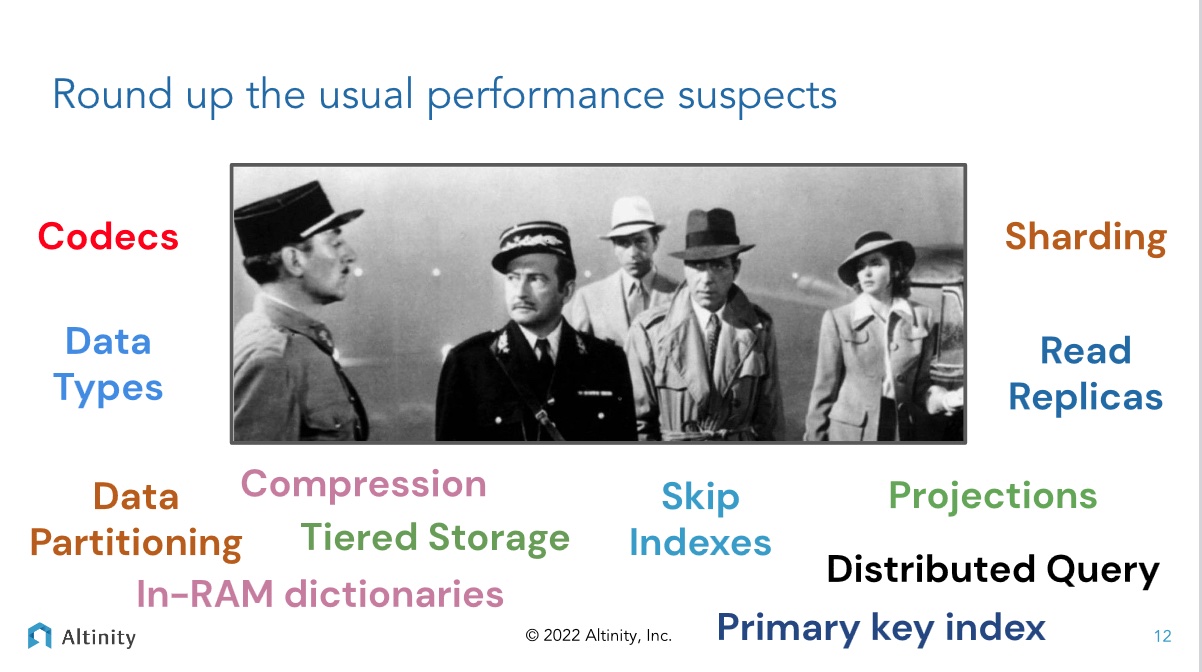 Round up the usual performance suspects
Codecs
Sharding
Data
Types
Read
Replicas
Data
Partitioning
Compression
Tiered Storage
Skip
Indexes
Projections
In-RAM dictionaries
Distributed Query
Primary key index
Altinity
© 2022 Altinity, Inc.
12